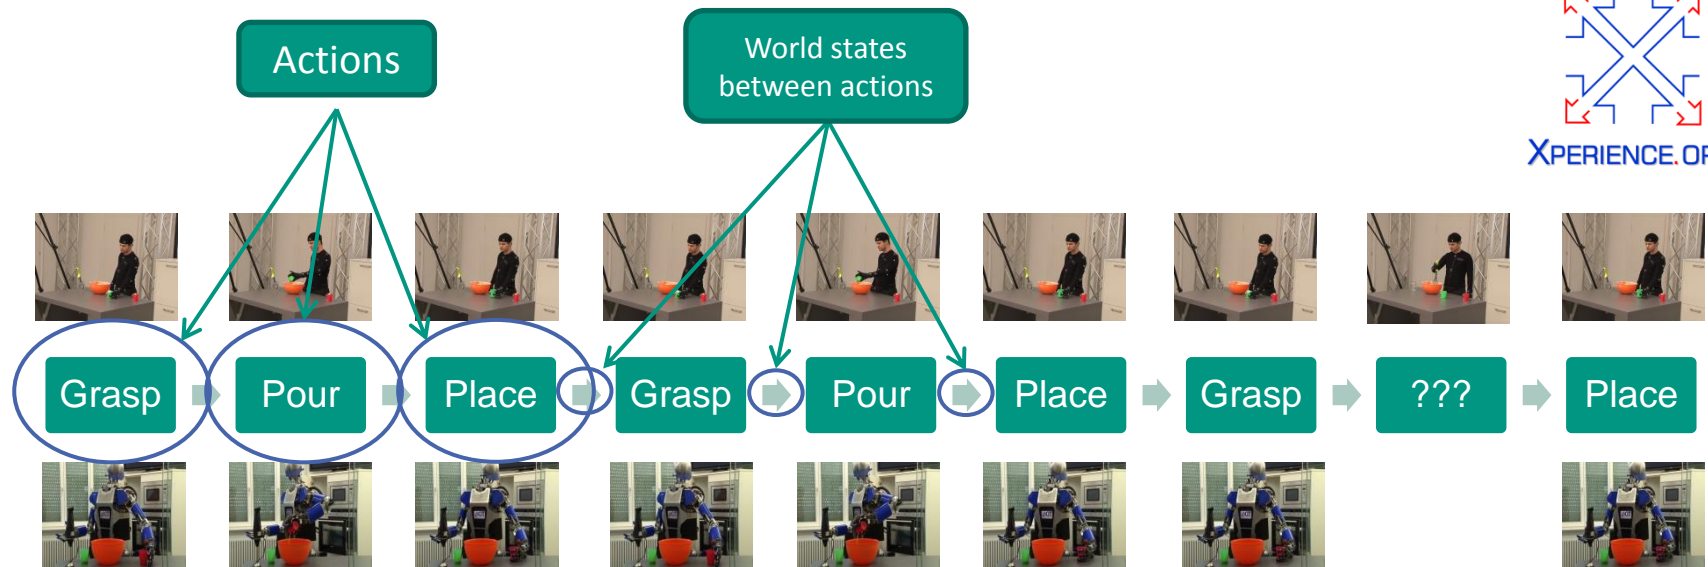 Actions
World states
between actions
XPERIENCE.OR
Grasp
Pour
Place
Grasp
Pour
Place
Grasp
???
Place